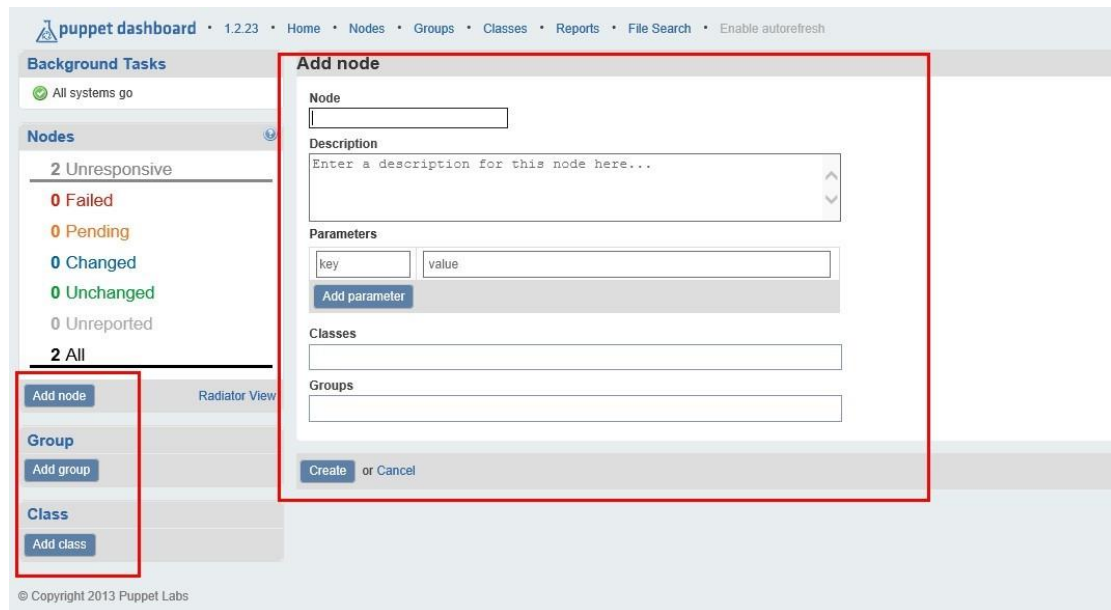 puppet dashboard • 1.2.23 • Home • Nodes • Groups • Classes • Reports • File Search • Enable autorefresh
Background Tasks
All systems go
Nodes
2 Unresponsive
0 Failed
0 Pending
0 Changed
0 Unchanged
0 Unreported
2 All
Add node Radiator View
Group
Add group
Class
Add class
Add node
Node
Description
Enter a description for this node here...
Parameters
key value
Add parameter
Classes
Groups
Create or Cancel
© Copyright 2013 Puppet Labs